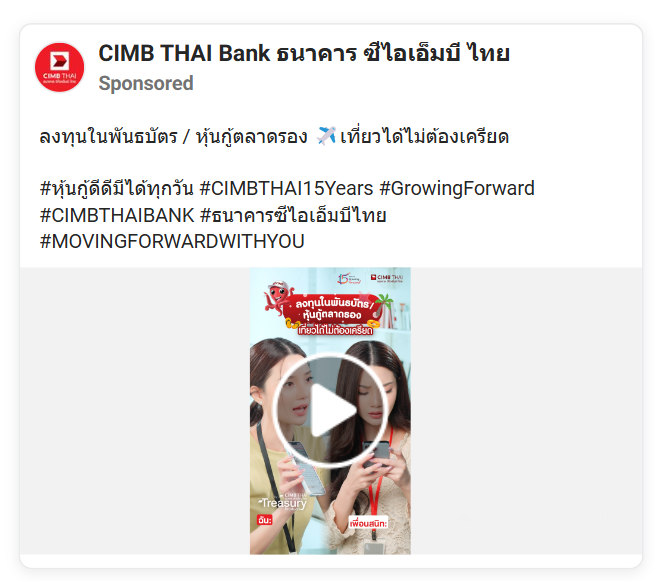 CIMB THAI Bank ธนาคาร ซีไอเอ็มบี ไทย
Sponsored
ลงทุนในพันธบัตร / หุ้นกู้ตลาดรอง ✈️ เที่ยวได้ไม่ต้องเครียด
#หุ้นกู้ดีดีมีได้ทุกวัน #CIMBTHAI15Years #GrowingForward
#CIMBTHAIBANK #ธนาคารซีไอเอ็มบีไทย
#MOVINGFORWARDWITHYOU
15
CIMB THAI
ลงทุนในพันธบัตร/
หุ้นกู้ตลาดรอง
เที่ยวได้ไม่ต้องเครียด
CIMB THAI
Treasury
ฉัน:
เพื่อนสนิท: